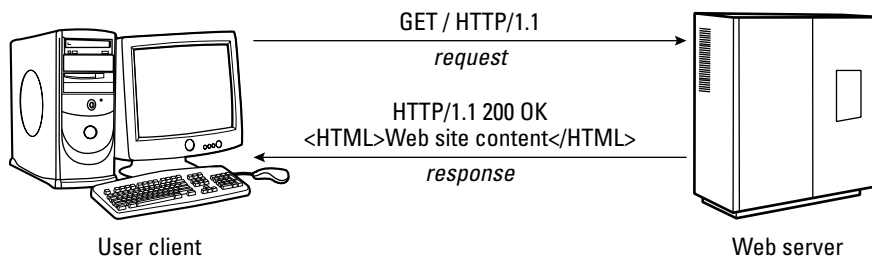 GET / HTTP/1.1
request
HTTP/1.1 200 OK
<HTML>Web site content</HTML>
response
User client
Web server